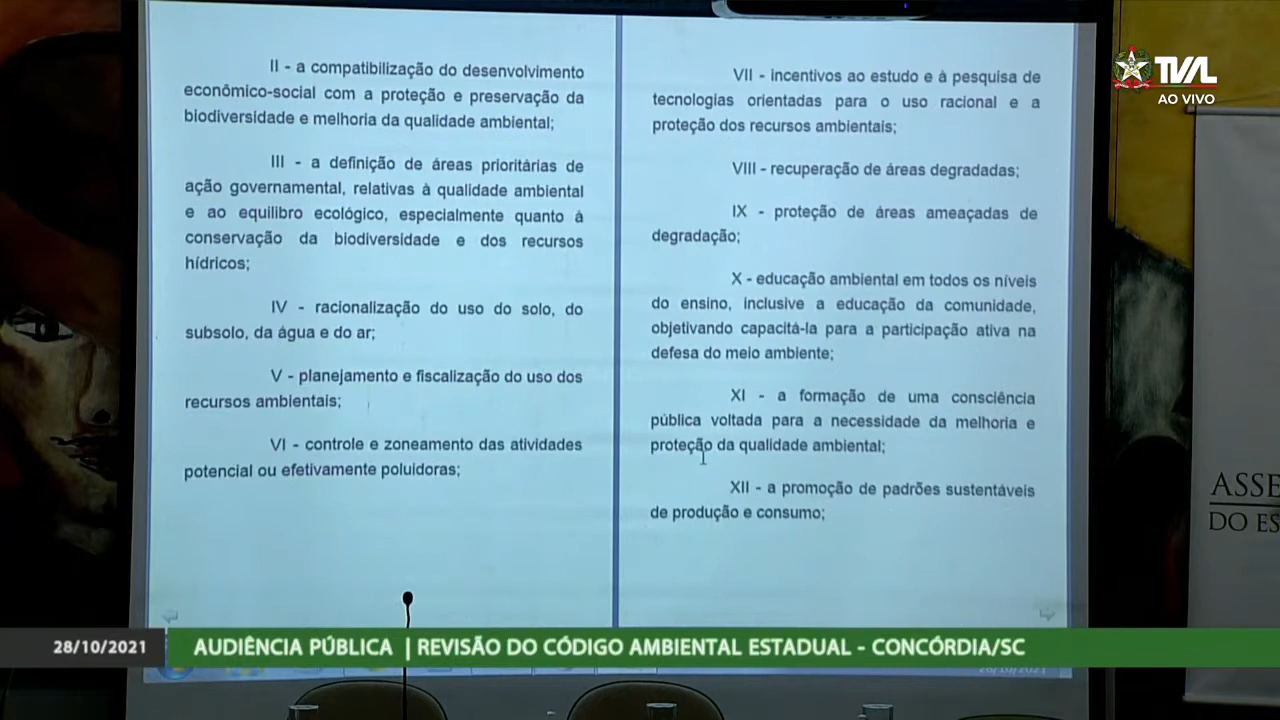 II - a compatibilização do desenvolvimento
econômico-social com a proteção e preservação da
biodiversidade e melhoria da qualidade ambiental;
III - a definição de áreas prioritárias de
ação governamental, relativas à qualidade ambiental
e ao equilibro ecológico, especialmente quanto à
conservação da biodiversidade e dos recursos
hídricos;
IV - racionalização do uso do solo, do
subsolo, da água e do ar;
V - planejamento e fiscalização do uso dos
recursos ambientais;
VI - controle e zoneamento das atividades
potencial ou efetivamente poluidoras;
VII - incentivos ao estudo e à pesquisa de
tecnologias orientadas para o uso racional e a
proteção dos recursos ambientais;
VIII - recuperação de áreas degradadas;
IX - proteção de áreas ameaçadas de
degradação;
X - educação ambiental em todos os níveis
do ensino, inclusive a educação da comunidade,
objetivando capacitá-la para a participação ativa na
defesa do meio ambiente;
XI - a formação de uma consciência
pública voltada para a necessidade da melhoria e
proteção da qualidade ambiental;
XII - a promoção de padrões sustentáveis
de produção e consumo;
TVAL
AO VIVO
ASSE
DO ES
28/10/2021
AUDIÊNCIA PÚBLICA | REVISÃO DO CÓDIGO AMBIENTAL ESTADUAL - CONCÓRDIA/SC